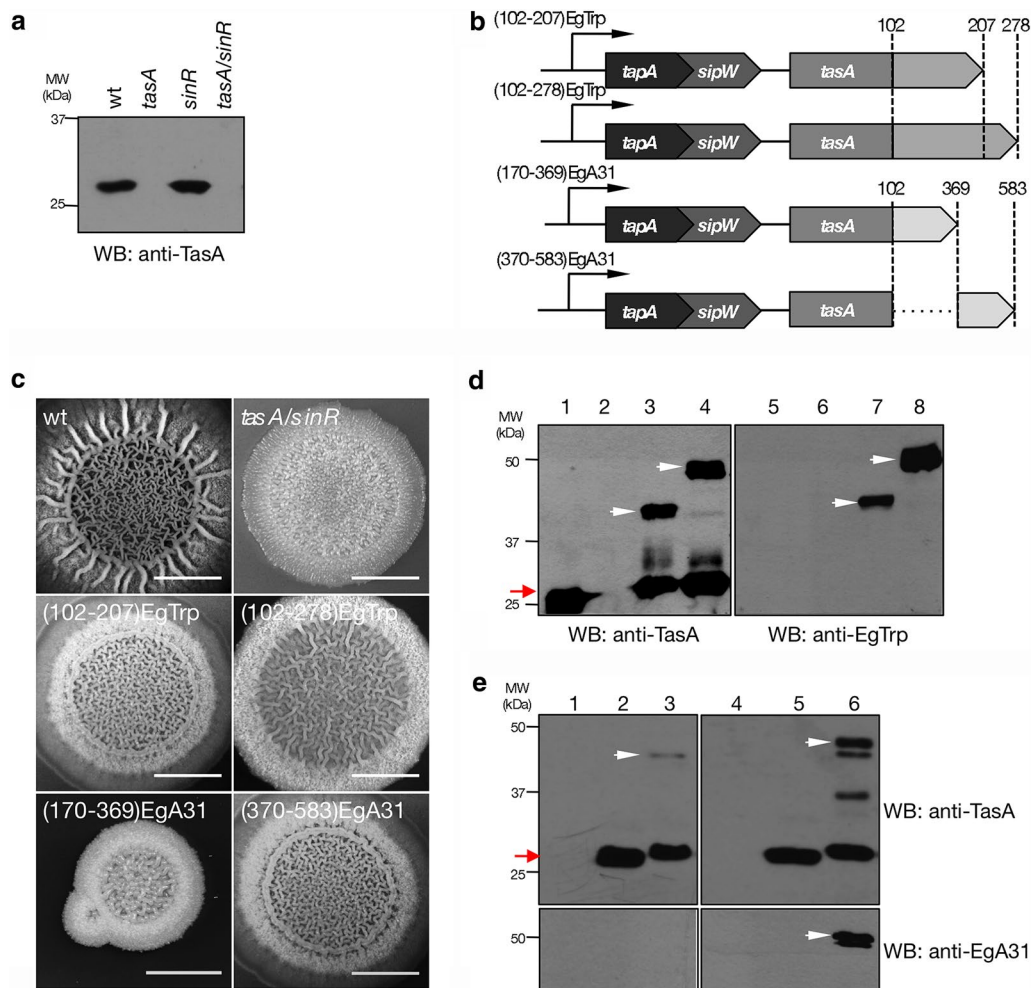 a
MW
(kDa)
wt
tasA
sinR
tasA/sinR
37
25
WB: anti-TasA
b
(102-207)EgTrp
102
207
278
tapA
sipW
tasA
(102-278)EgTrp
tapA
sipW
tasA
(170-369)EgA31
102
369
583
tapA
sipW
tasA
(370-583)EgA31
tapA
sipW
tasA
c
wt
tasA/sinR
(102-207)EgTrp
(102-278)EgTrp
(170-369)EgA31
(370-583)EgA31
d
MW
(kDa)
1 2 3 4
5 6 7 8
50
37
25
WB: anti-TasA
WB: anti-EgTrp
e
MW
(kDa)
1 2 3
4 5 6
50
37
25
WB: anti-TasA
50
WB: anti-EgA31